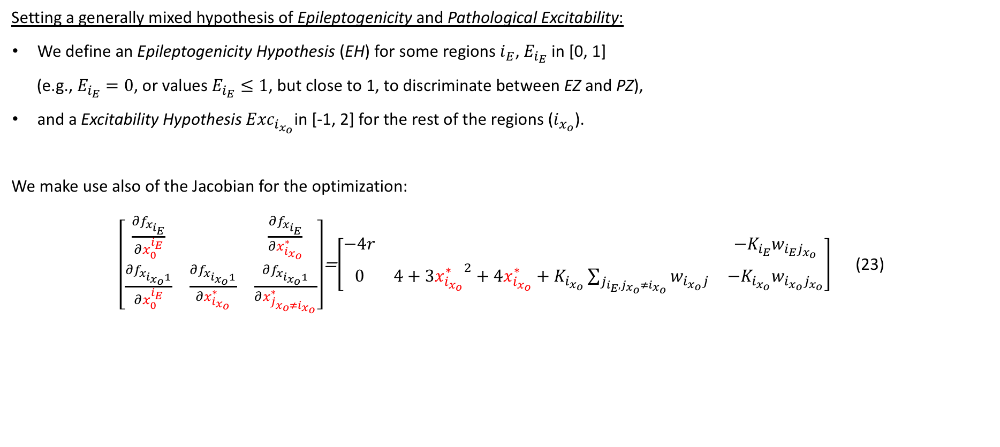 Setting a generally mixed hypothesis of Epileptogenicity and Pathological Excitability:
• We define an Epileptogenicity Hypothesis (EH) for some regions $i_E$, $E_{i_E}$ in [0, 1]
(e.g., $E_{i_E} = 0$, or values $E_{i_E} \leq 1$, but close to 1, to discriminate between EZ and PZ),
• and a Excitability Hypothesis $Exc_{i_{x_o}}$ in [-1, 2] for the rest of the regions ($i_{x_o}$).
We make use also of the Jacobian for the optimization:
$\begin{bmatrix} \frac{\partial f_{x_{i_E}}}{\partial x_0^{i_E}} & & \frac{\partial f_{x_{i_E}}}{\partial x^*_{i_{x_o}}} \\ \frac{\partial f_{x_{i_{x_o}1}}}{\partial x_0^{i_E}} & \frac{\partial f_{x_{i_{x_o}1}}}{\partial x^*_{i_{x_o}}} & \frac{\partial f_{x_{i_{x_o}1}}}{\partial x^*_{j_{x_o} \neq i_{x_o}}} \end{bmatrix} = \begin{bmatrix} -4r & & -K_{i_E} w_{i_E j_{x_o}} \\ 0 & 4 + 3{x^*_{i_{x_o}}}^2 + 4x^*_{i_{x_o}} + K_{i_{x_o}} \sum_{j_{i_E}, j_{x_o} \neq i_{x_o}} w_{i_{x_o} j} & -K_{i_{x_o}} w_{i_{x_o} j_{x_o}} \end{bmatrix}$ (23)